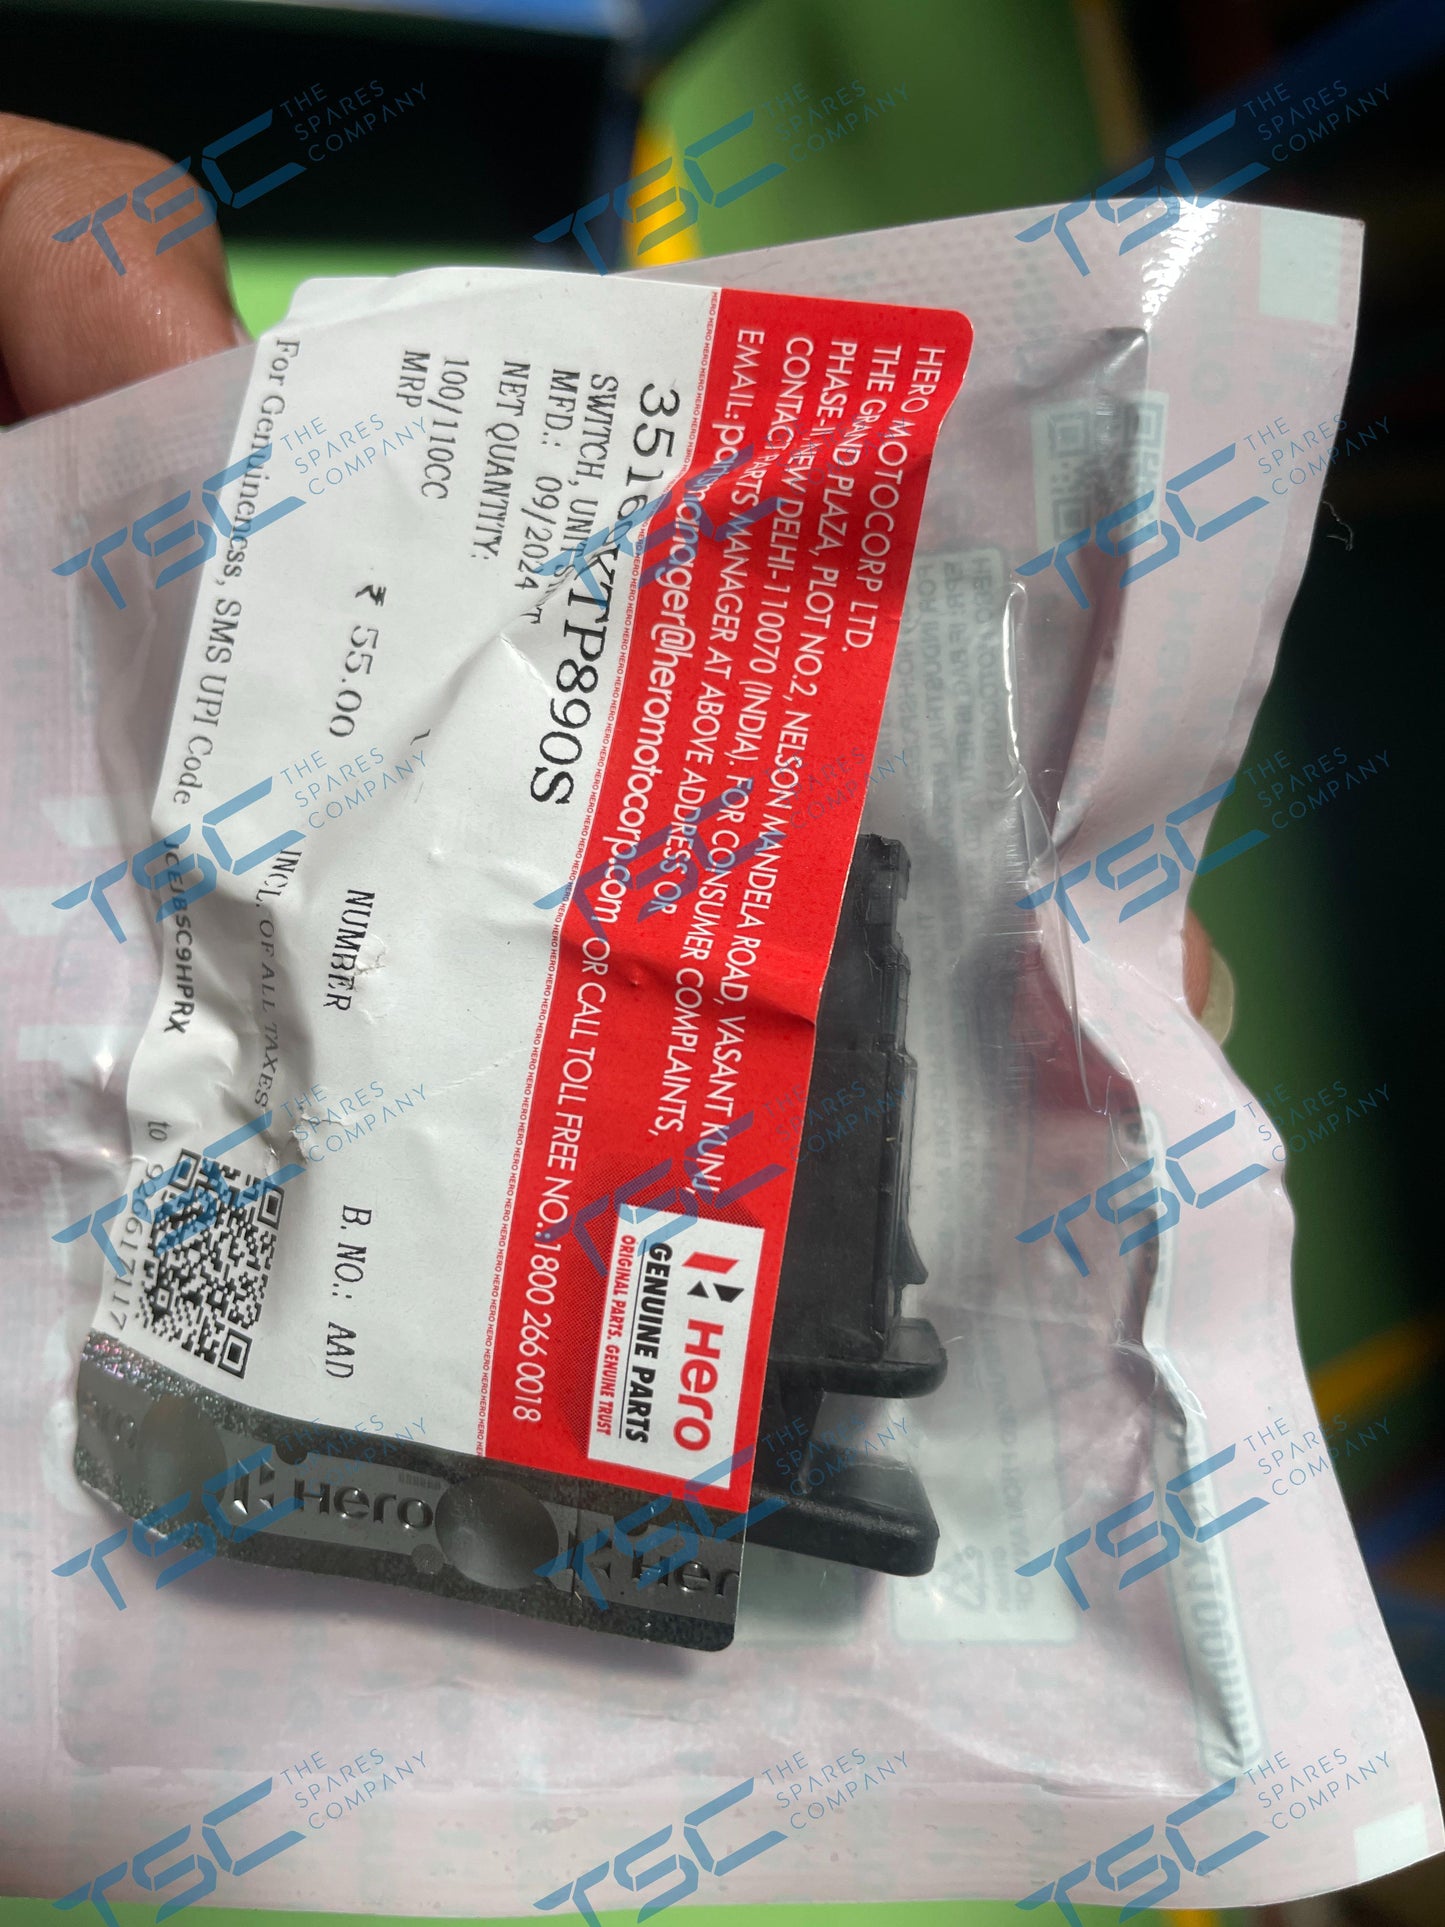 HERO MOTOCORP LTD.
THE GRAND PLAZA, PLOT NO.2, NELSON MANDELA ROAD, VASANT KUNJ,
PHASE-II, NEW DELHI-110070 (INDIA). FOR CONSUMER COMPLAINTS,
CONTACT PARTS MANAGER AT ABOVE ADDRESS OR
EMAIL: partsmanager@heromotocorp.com OR CALL TOLL FREE NO.:1800 266 0018
Hero
GENUINE PARTS
ORIGINAL PARTS. GENUINE TRUST
KTP890S
SWITCH, UNIT
MFD.: 09/2024
NET QUANTITY:
NUMBER
B.NO.: AAD
100/110CC
MRP
₹ 55.00
INCL. OF ALL TAXES
For Genuineness, SMS UPI Code
JCEJBSC9HPRX
to
Hero
TSC THE SPARES COMPANY